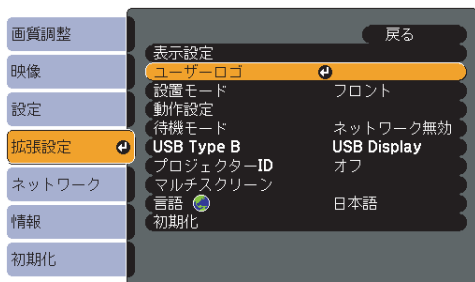 画質調整
映像
設定
拡張設定
ネットワーク
情報
初期化
戻る
表示設定
ユーザーロゴ
設置モード フロント
動作設定
待機モード ネットワーク無効
USB Type B USB Display
プロジェクターID オフ
マルチスクリーン
言語 日本語
初期化